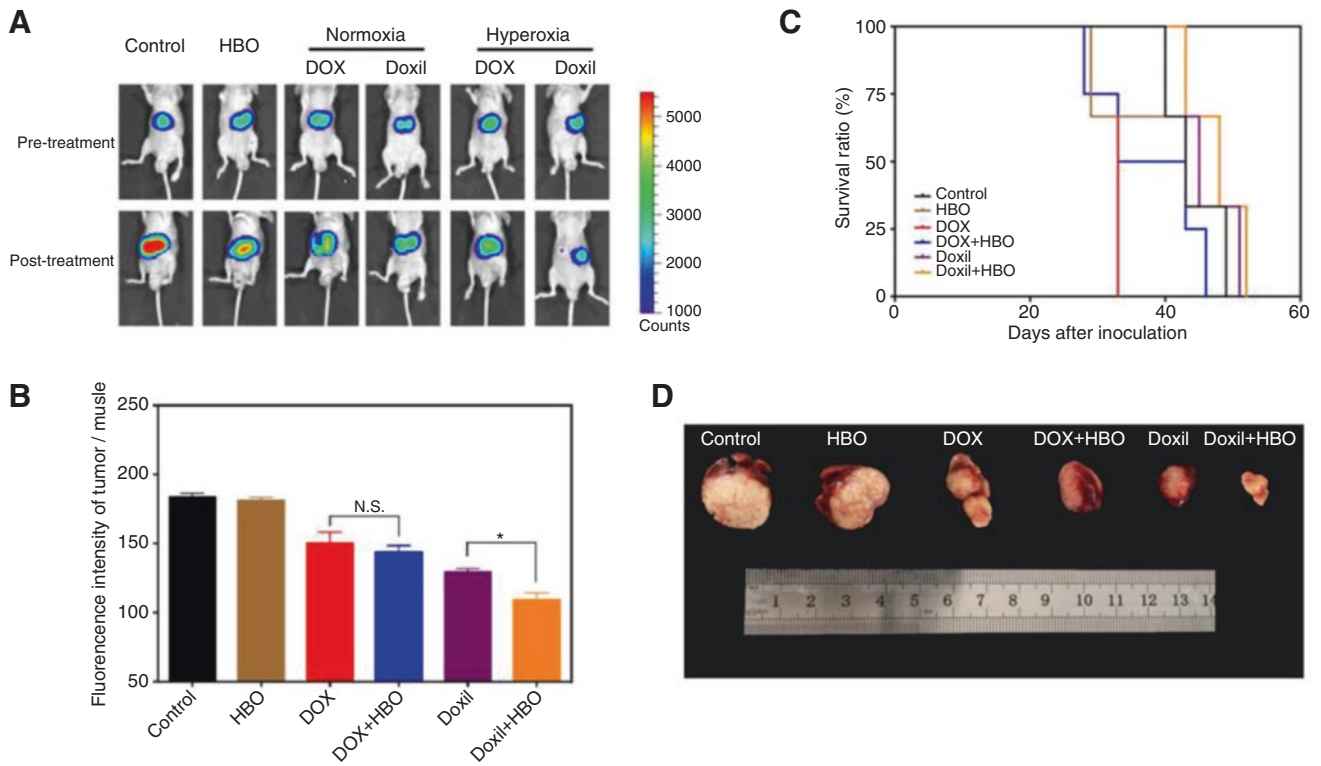 A
Control
HBO
Normoxia
Hyperoxia
DOX
Doxil
DOX
Doxil
Pre-treatment
Post-treatment
5000
4000
3000
2000
1000
Counts
B
Fluorencence intensity of tumor / musle
250
200
150
100
50
N.S.
*
Control
HBO
DOX
DOX+HBO
Doxil
Doxil+HBO
C
Survival ratio (%)
100
75
50
25
0
Control
HBO
DOX
DOX+HBO
Doxil
Doxil+HBO
0
20
40
60
Days after inoculation
D
Control
HBO
DOX
DOX+HBO
Doxil
Doxil+HBO
1 2 3 4 5 6 7 8 9 10 11 12 13 14